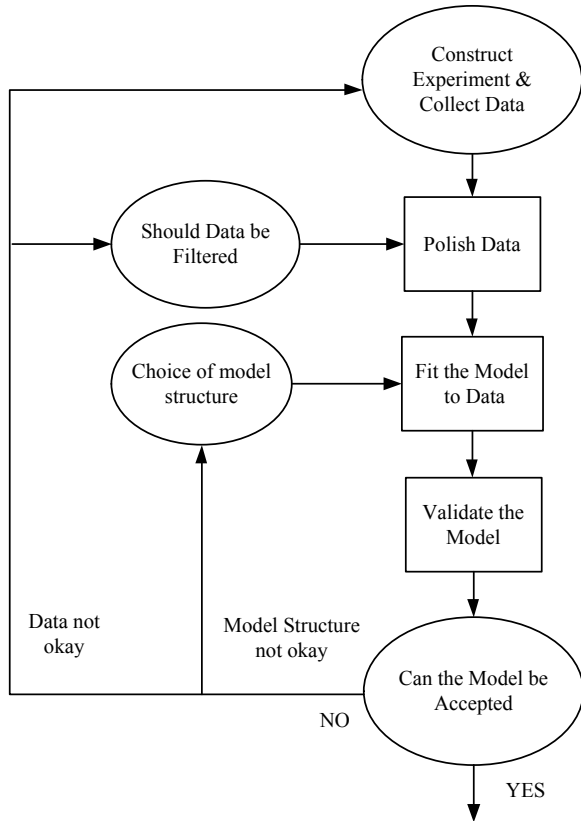 Construct
Experiment &
Collect Data
Should Data be
Filtered
Polish Data
Choice of model
structure
Fit the Model
to Data
Validate the
Model
Data not
okay
Model Structure
not okay
Can the Model be
Accepted
NO
YES